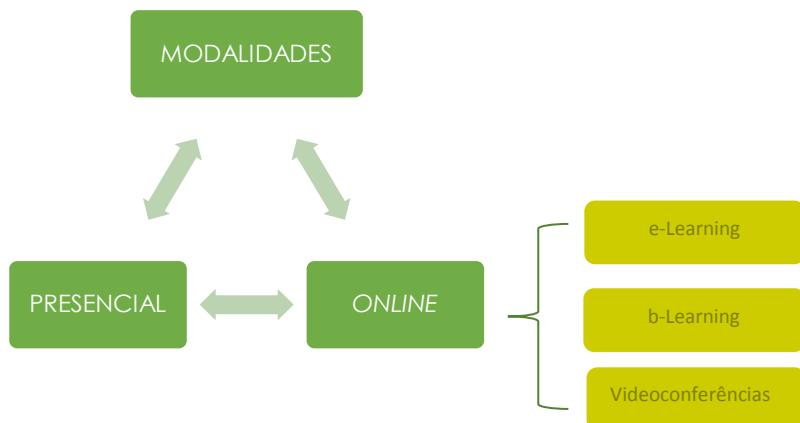 MODALIDADES
PRESENCIAL
ONLINE
e-Learning
b-Learning
Videoconferências